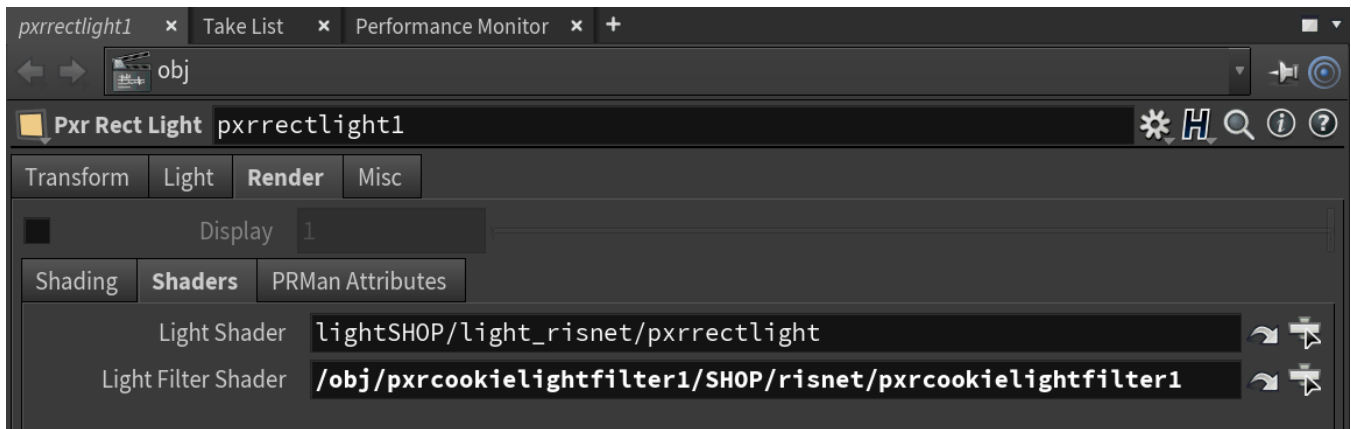 pxrrectlight1 × Take List × Performance Monitor × +
obj
Pxr Rect Light pxrrectlight1
Transform Light Render Misc
Display 1
Shading Shaders PRMan Attributes
Light Shader lightSHOP/light_risnet/pxrrectlight
Light Filter Shader /obj/pxrcookielightfilter1/SHOP/risnet/pxrcookielightfilter1